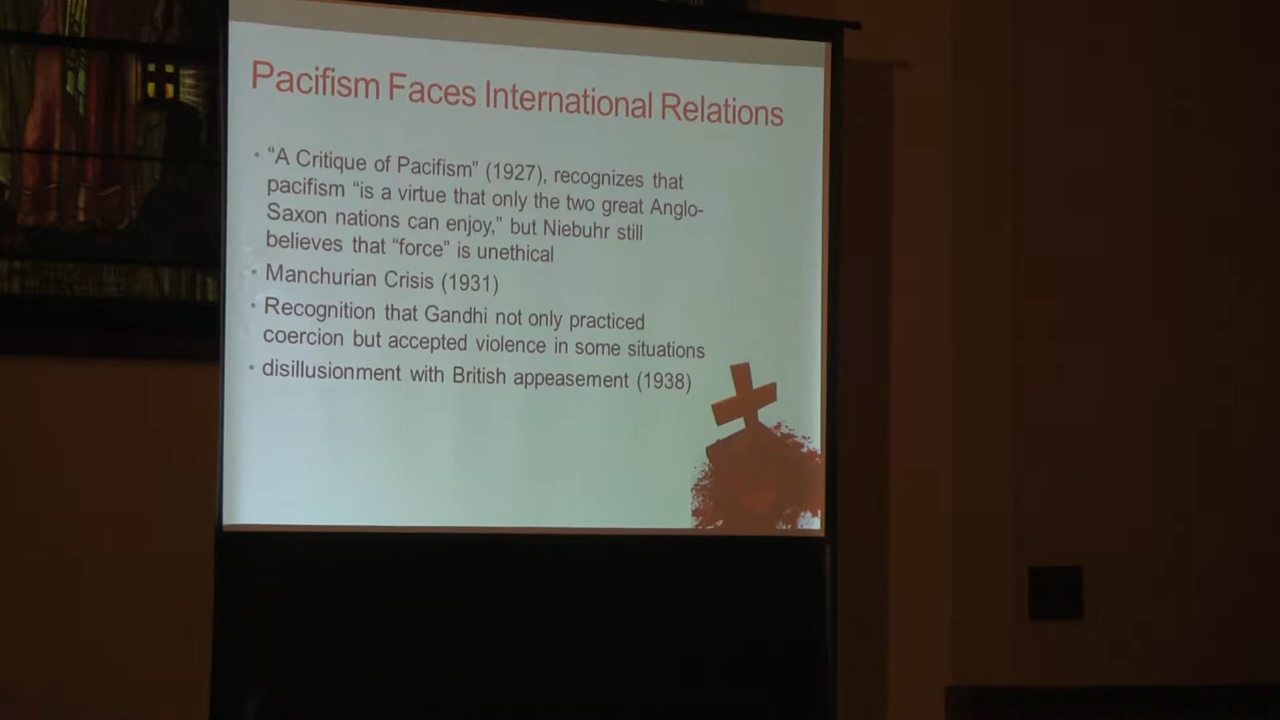 Pacifism Faces International Relations
• “A Critique of Pacifism” (1927), recognizes that
pacifism “is a virtue that only the two great Anglo-
Saxon nations can enjoy,” but Niebuhr still
believes that “force” is unethical
• Manchurian Crisis (1931)
• Recognition that Gandhi not only practiced
coercion but accepted violence in some situations
• disillusionment with British appeasement (1938)